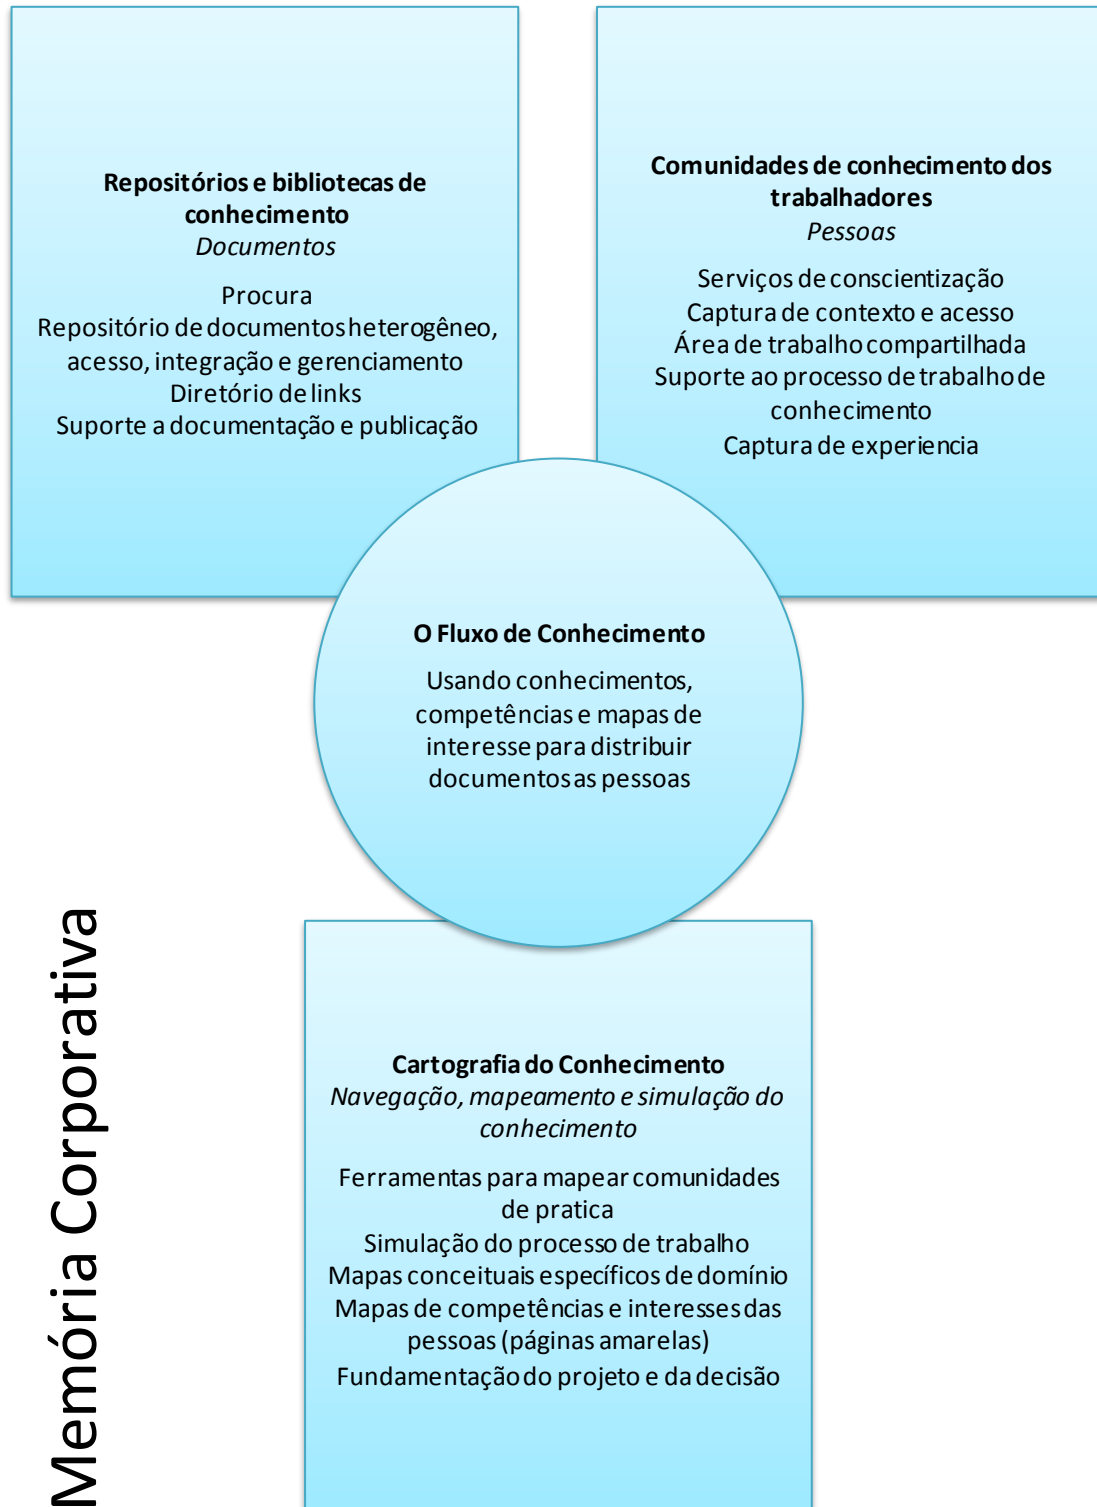 Repositórios e bibliotecas de
conhecimento
Documentos
Procura
Repositório de documentos heterogêneo,
acesso, integração e gerenciamento
Diretório de links
Suporte a documentação e publicação
Comunidades de conhecimento dos
trabalhadores
Pessoas
Serviços de conscientização
Captura de contexto e acesso
Área de trabalho compartilhada
Suporte ao processo de trabalho de
conhecimento
Captura de experiencia
O Fluxo de Conhecimento
Usando conhecimentos,
competências e mapas de
interesse para distribuir
documentos as pessoas
Memória Corporativa
Cartografia do Conhecimento
Navegação, mapeamento e simulação do
conhecimento
Ferramentas para mapear comunidades
de pratica
Simulação do processo de trabalho
Mapas conceituais específicos de domínio
Mapas de competências e interesses das
pessoas (páginas amarelas)
Fundamentação do projeto e da decisão